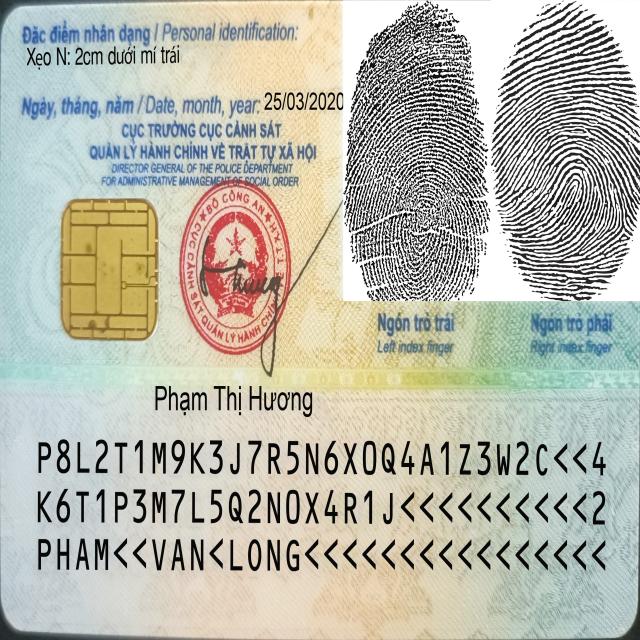 Đặc điểm nhân dạng / Personal identification:
Xẹo N: 2cm dưới mí trái
Ngày, tháng, năm / Date, month, year: 25/03/2020
CỤC TRƯỞNG CỤC CẢNH SÁT
QUẢN LÝ HÀNH CHÍNH VỀ TRẬT TỰ XÃ HỘI
DIRECTOR GENERAL OF THE POLICE DEPARTMENT
FOR ADMINISTRATIVE MANAGEMENT OF SOCIAL ORDER
BỘ CÔNG AN
CỤC CẢNH SÁT QUẢN LÝ HÀNH CHÍNH
Ngón trỏ trái
Left index finger
Ngón trỏ phải
Right index finger
Phạm Thị Hương
P8L2T1M9K3J7R5N6X0Q4A1Z3W2C<<4
K6T1P3M7L5Q2N0X4R1J<<<<<<<<<<2
PHAM<<VAN<LONG<<<<<<<<<<<<<<<<